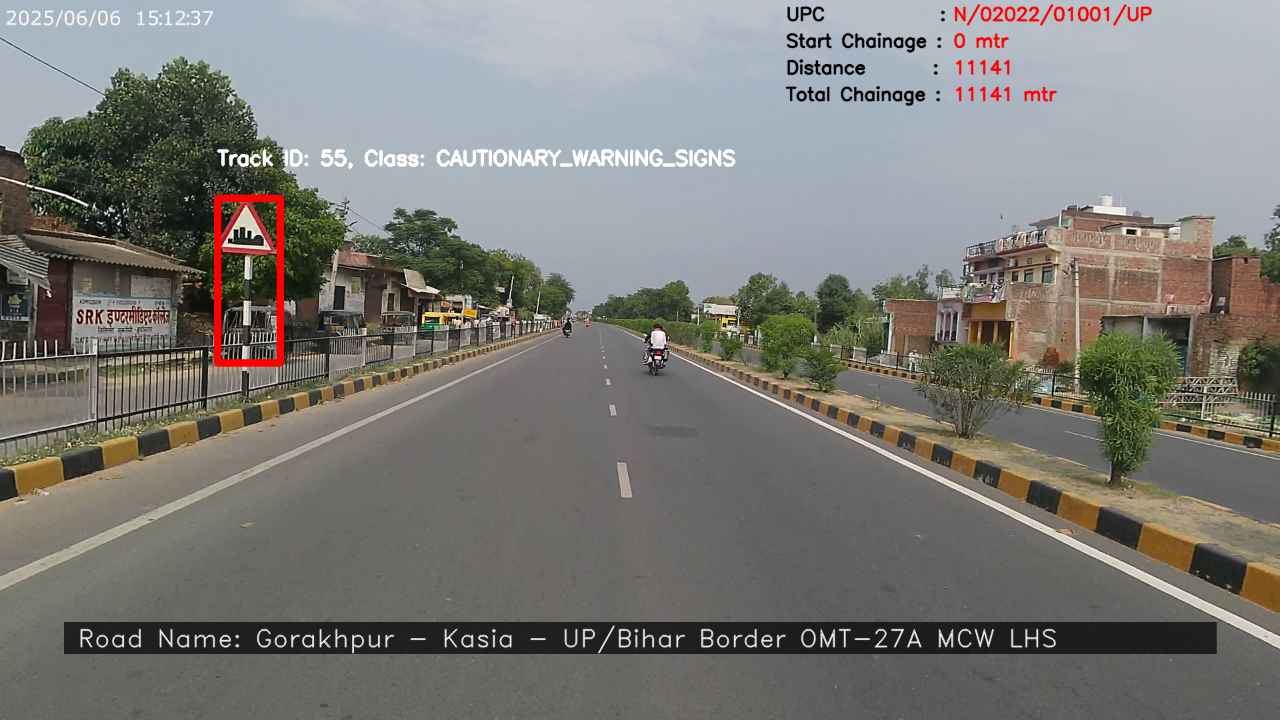 2025/06/06 15:12:37
UPC : N/02022/01001/UP
Start Chainage : 0 mtr
Distance : 11141
Total Chainage : 11141 mtr
Track ID: 55, Class: CAUTIONARY_WARNING_SIGNS
SRK इण्टरमीडिएट कॉलेज
Road Name: Gorakhpur - Kasia - UP/Bihar Border OMT-27A MCW LHS